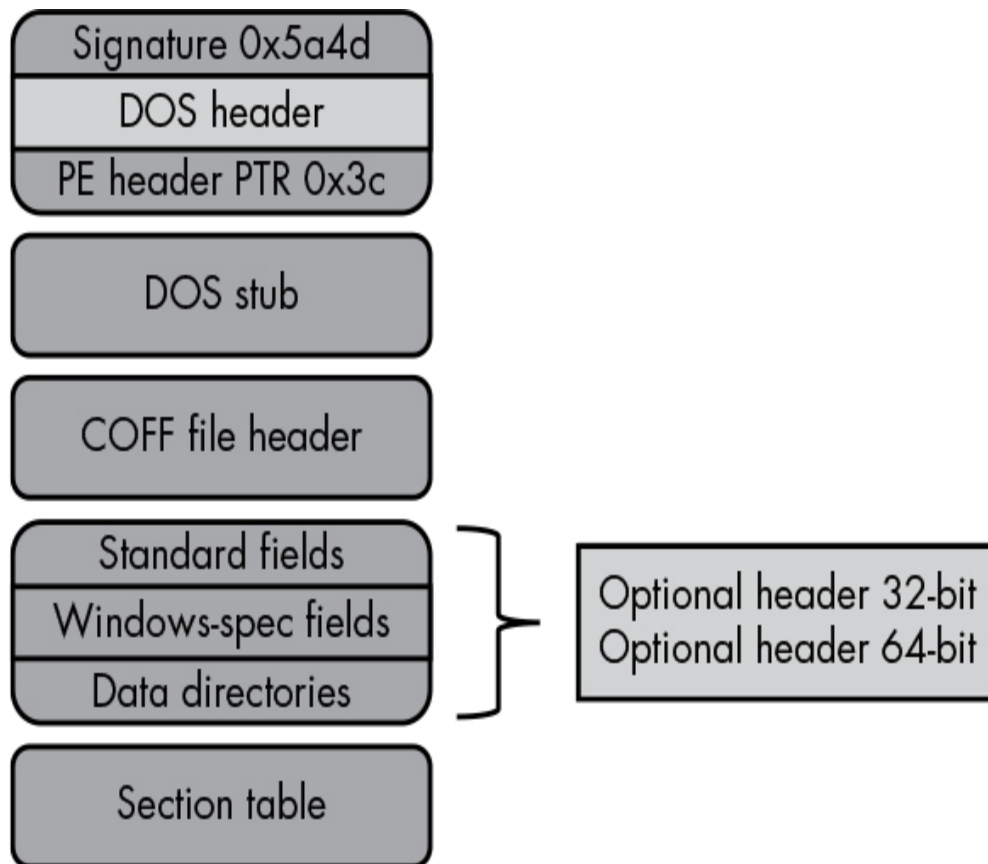 Signature 0x5a4d
DOS header
PE header PTR 0x3c
DOS stub
COFF file header
Standard fields
Windows-spec fields
Data directories
Optional header 32-bit
Optional header 64-bit
Section table